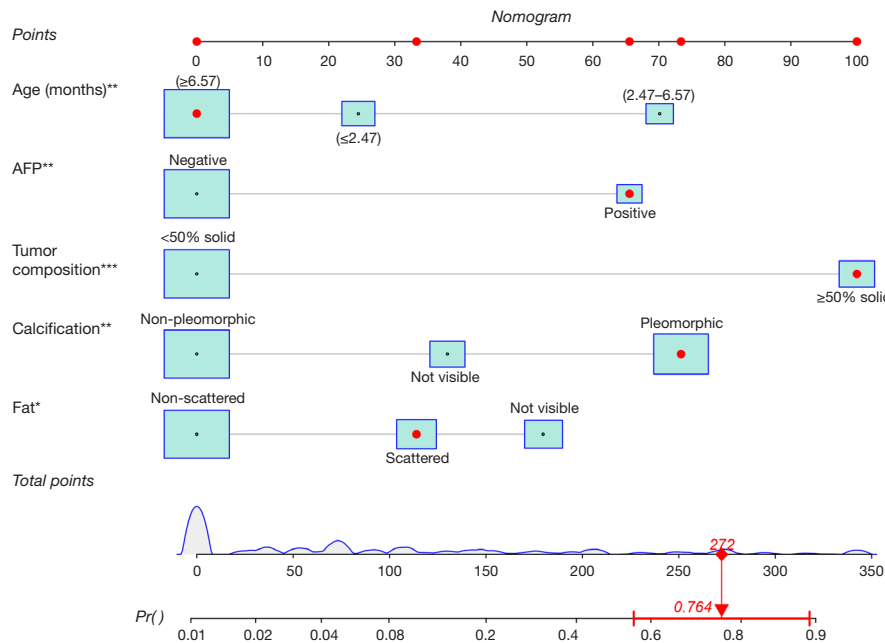 Nomogram
Points
0 10 20 30 40 50 60 70 80 90 100
(≥6.57)
Age (months)**
(2.47–6.57)
(≤2.47)
Negative
AFP**
Positive
<50% solid
Tumor
composition***
≥50% solid
Non-pleomorphic
Pleomorphic
Calcification**
Not visible
Non-scattered
Not visible
Fat*
Scattered
Total points
272
0 50 100 150 200 250 300 350
0.764
Pr()
0.01 0.02 0.04 0.08 0.2 0.4 0.6 0.8 0.9